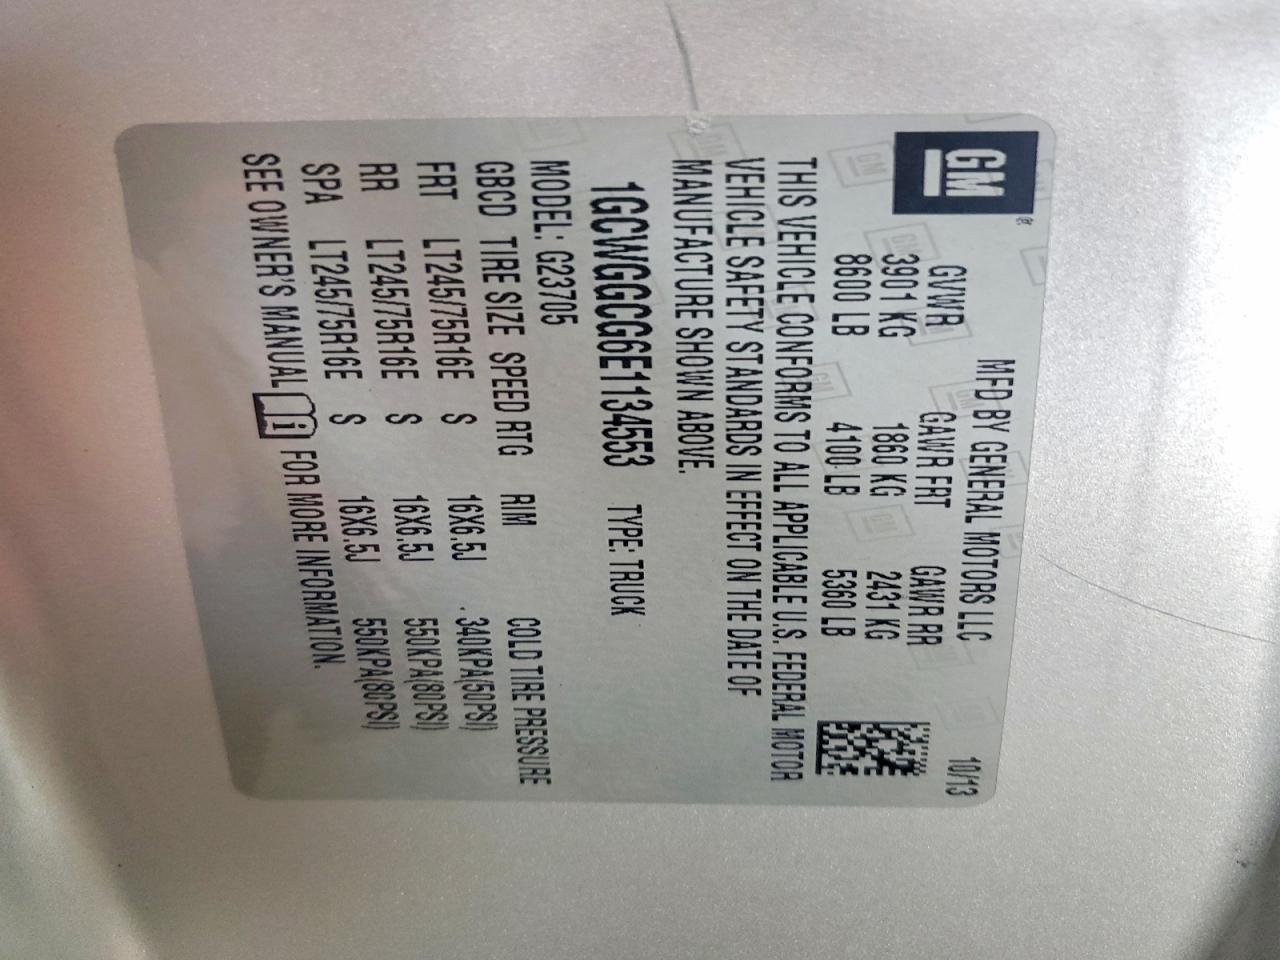 GM
MFD BY GENERAL MOTORS LLC 10/13
GVWR GAWR FRT GAWR RR
3901 KG 1860 KG 2431 KG
8600 LB 4100 LB 5360 LB
THIS VEHICLE CONFORMS TO ALL APPLICABLE U.S. FEDERAL MOTOR
VEHICLE SAFETY STANDARDS IN EFFECT ON THE DATE OF
MANUFACTURE SHOWN ABOVE.
1GCWGGCG6E1134553 TYPE: TRUCK
MODEL: G23705
GBCD TIRE SIZE SPEED RTG RIM COLD TIRE PRESSURE
FRT LT245/75R16E S 16X6.5J 340KPA(50PSI)
RR LT245/75R16E S 16X6.5J 550KPA(80PSI)
SPA LT245/75R16E S 16X6.5J 550KPA(80PSI)
SEE OWNER'S MANUAL i FOR MORE INFORMATION.